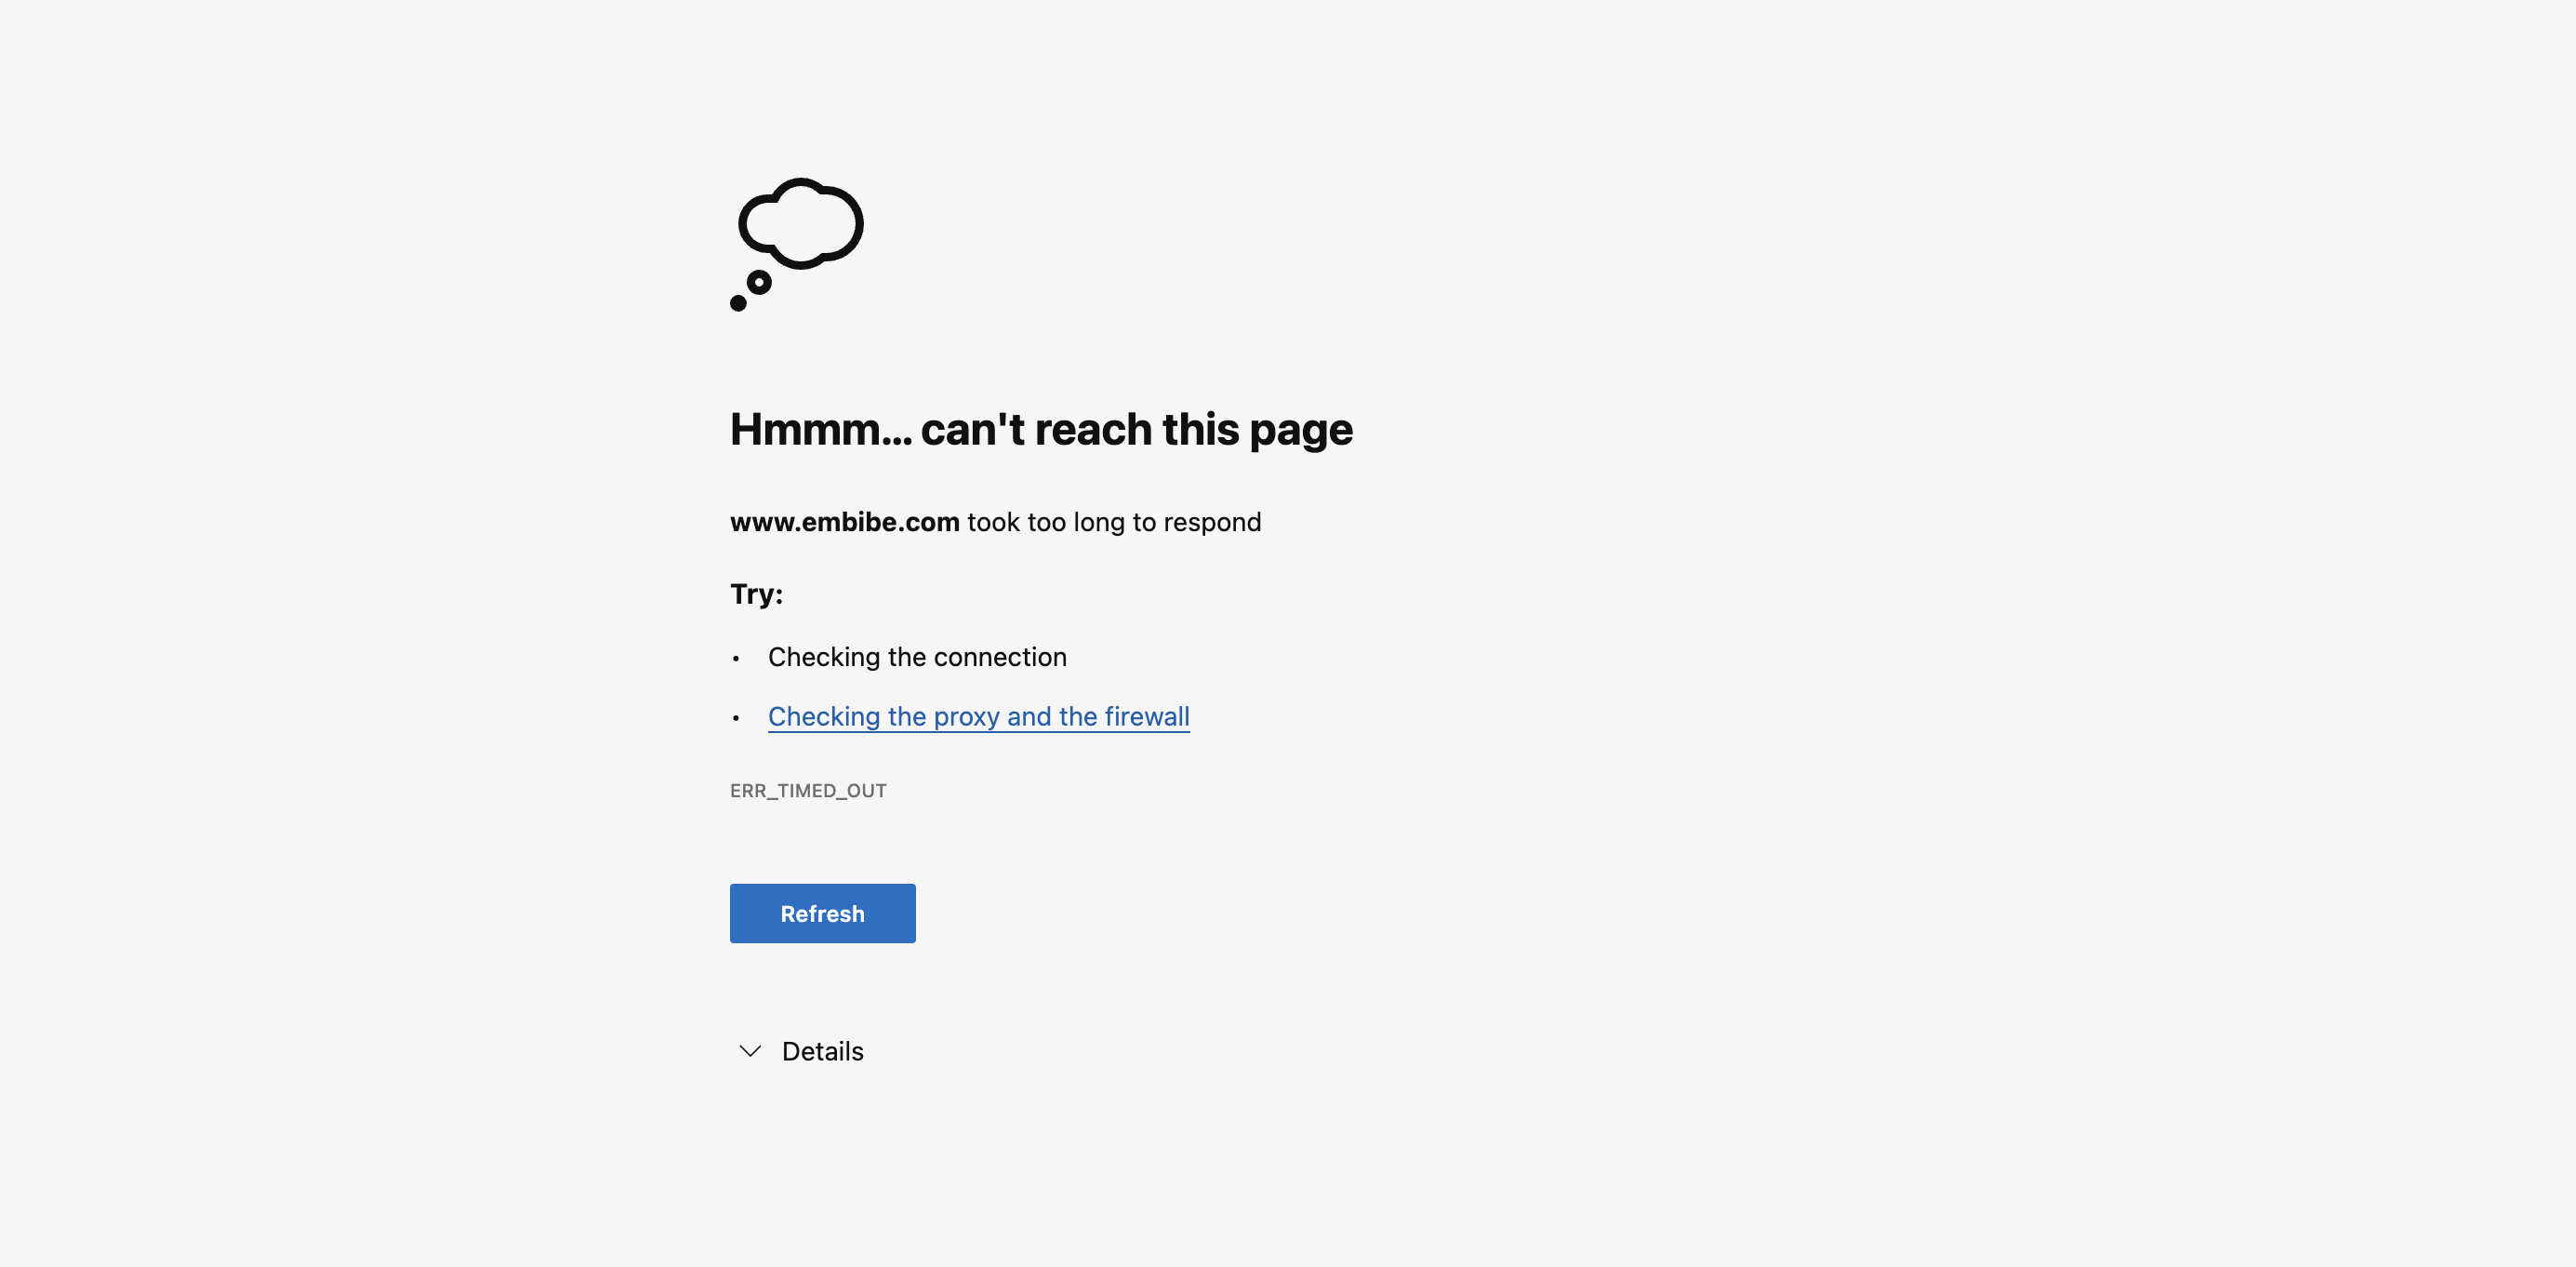 Hmmm... can't reach this page
www.embibe.com took too long to respond
Try:
• Checking the connection
• Checking the proxy and the firewall
ERR_TIMED_OUT
Refresh
Details